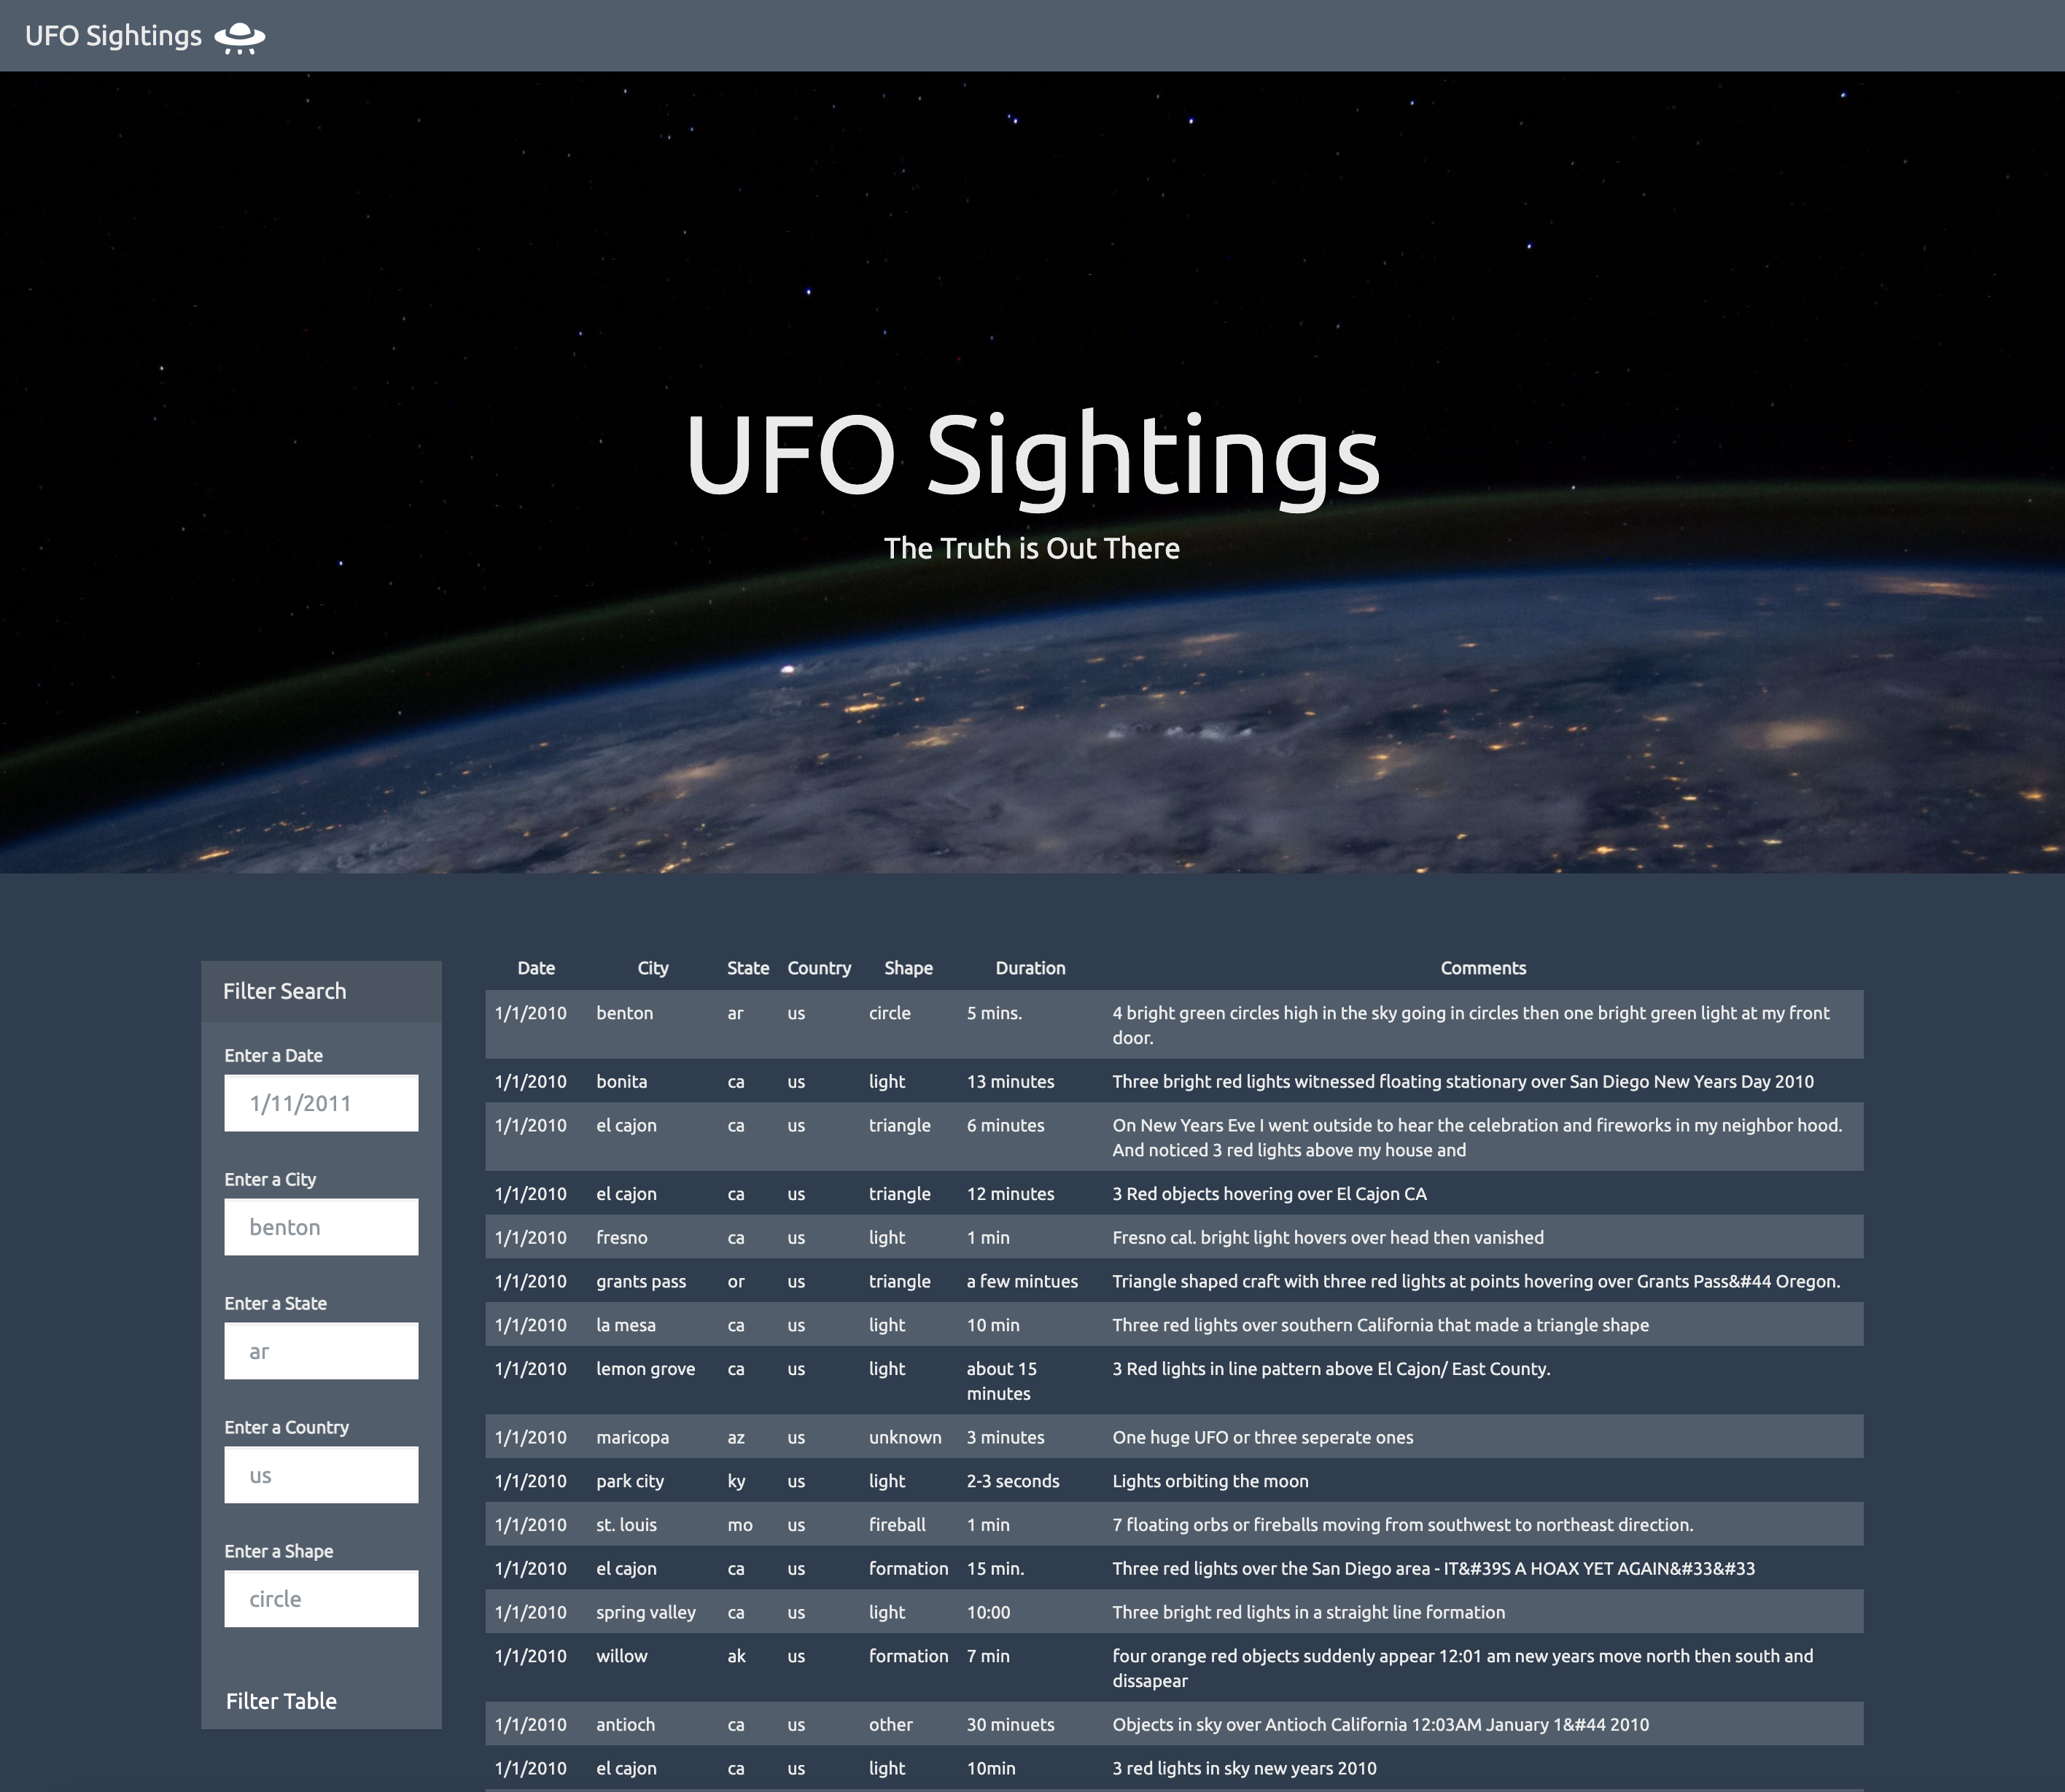 UFO Sightings
UFO Sightings
The Truth is Out There
Filter Search
Enter a Date
1/11/2011
Enter a City
benton
Enter a State
ar
Enter a Country
us
Enter a Shape
circle
Filter Table
Date City State Country Shape Duration Comments
1/1/2010 benton ar us circle 5 mins. 4 bright green circles high in the sky going in circles then one bright green light at my front
door.
1/1/2010 bonita ca us light 13 minutes Three bright red lights witnessed floating stationary over San Diego New Years Day 2010
1/1/2010 el cajon ca us triangle 6 minutes On New Years Eve I went outside to hear the celebration and fireworks in my neighbor hood.
And noticed 3 red lights above my house and
1/1/2010 el cajon ca us triangle 12 minutes 3 Red objects hovering over El Cajon CA
1/1/2010 fresno ca us light 1 min Fresno cal. bright light hovers over head then vanished
1/1/2010 grants pass or us triangle a few mintues Triangle shaped craft with three red lights at points hovering over Grants Pass&#44 Oregon.
1/1/2010 la mesa ca us light 10 min Three red lights over southern California that made a triangle shape
1/1/2010 lemon grove ca us light about 15 3 Red lights in line pattern above El Cajon/ East County.
minutes
1/1/2010 maricopa az us unknown 3 minutes One huge UFO or three seperate ones
1/1/2010 park city ky us light 2-3 seconds Lights orbiting the moon
1/1/2010 st. louis mo us fireball 1 min 7 floating orbs or fireballs moving from southwest to northeast direction.
1/1/2010 el cajon ca us formation 15 min. Three red lights over the San Diego area - IT&#39S A HOAX YET AGAIN&#33&#33
1/1/2010 spring valley ca us light 10:00 Three bright red lights in a straight line formation
1/1/2010 willow ak us formation 7 min four orange red objects suddenly appear 12:01 am new years move north then south and
dissapear
1/1/2010 antioch ca us other 30 minuets Objects in sky over Antioch California 12:03AM January 1&#44 2010
1/1/2010 el cajon ca us light 10min 3 red lights in sky new years 2010